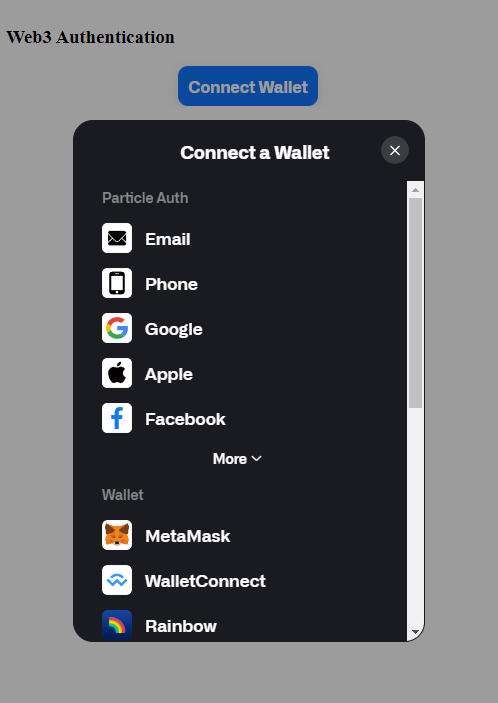 Web3 Authentication
Connect Wallet
Connect a Wallet
Particle Auth
Email
Phone
Google
Apple
Facebook
More
Wallet
MetaMask
WalletConnect
Rainbow